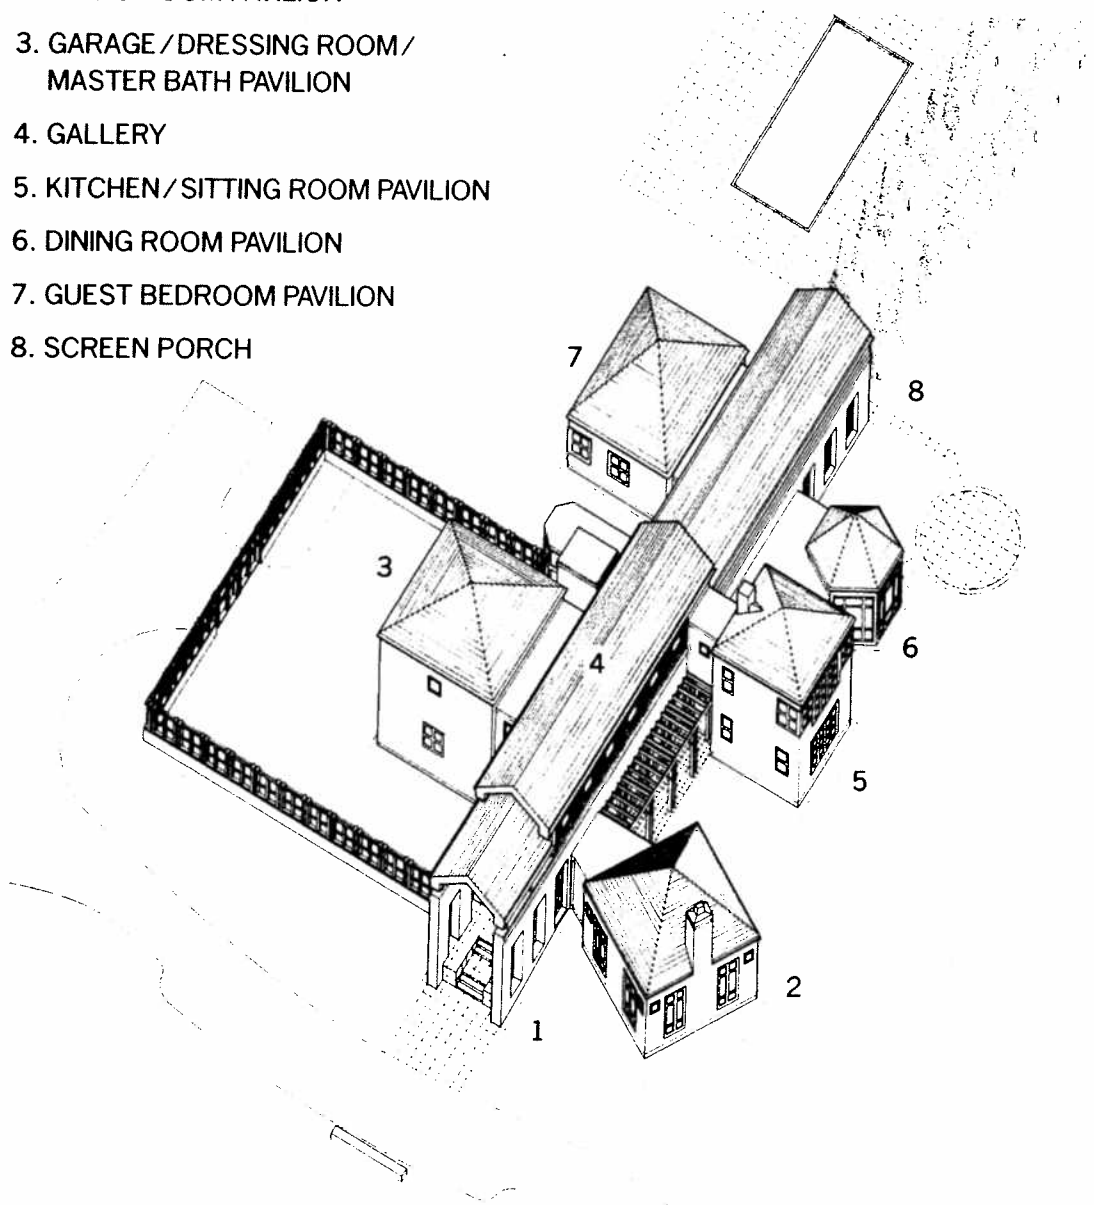 3. GARAGE/DRESSING ROOM/
MASTER BATH PAVILION
4. GALLERY
5. KITCHEN/SITTING ROOM PAVILION
6. DINING ROOM PAVILION
7. GUEST BEDROOM PAVILION
8. SCREEN PORCH
7
8
3
4
6
5
2
1